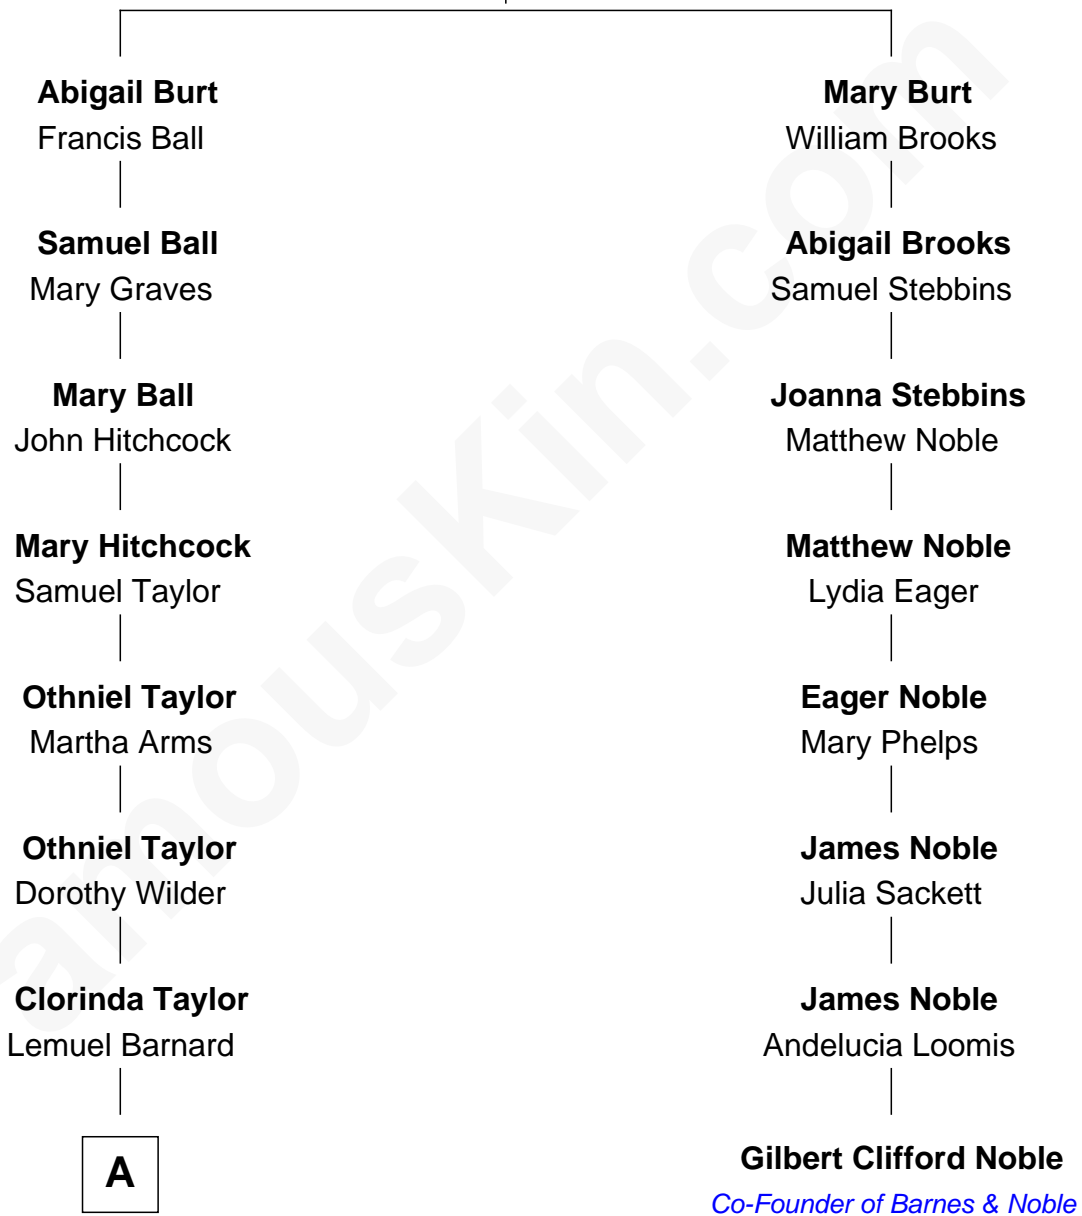 Abigail Burt
Francis Ball
Samuel Ball
Mary Graves
Mary Ball
John Hitchcock
Mary Hitchcock
Samuel Taylor
Othniel Taylor
Martha Arms
Othniel Taylor
Dorothy Wilder
Clorinda Taylor
Lemuel Barnard
A
Mary Burt
William Brooks
Abigail Brooks
Samuel Stebbins
Joanna Stebbins
Matthew Noble
Matthew Noble
Lydia Eager
Eager Noble
Mary Phelps
James Noble
Julia Sackett
James Noble
Andelucia Loomis
Gilbert Clifford Noble
Co-Founder of Barnes & Noble
amousKin.com